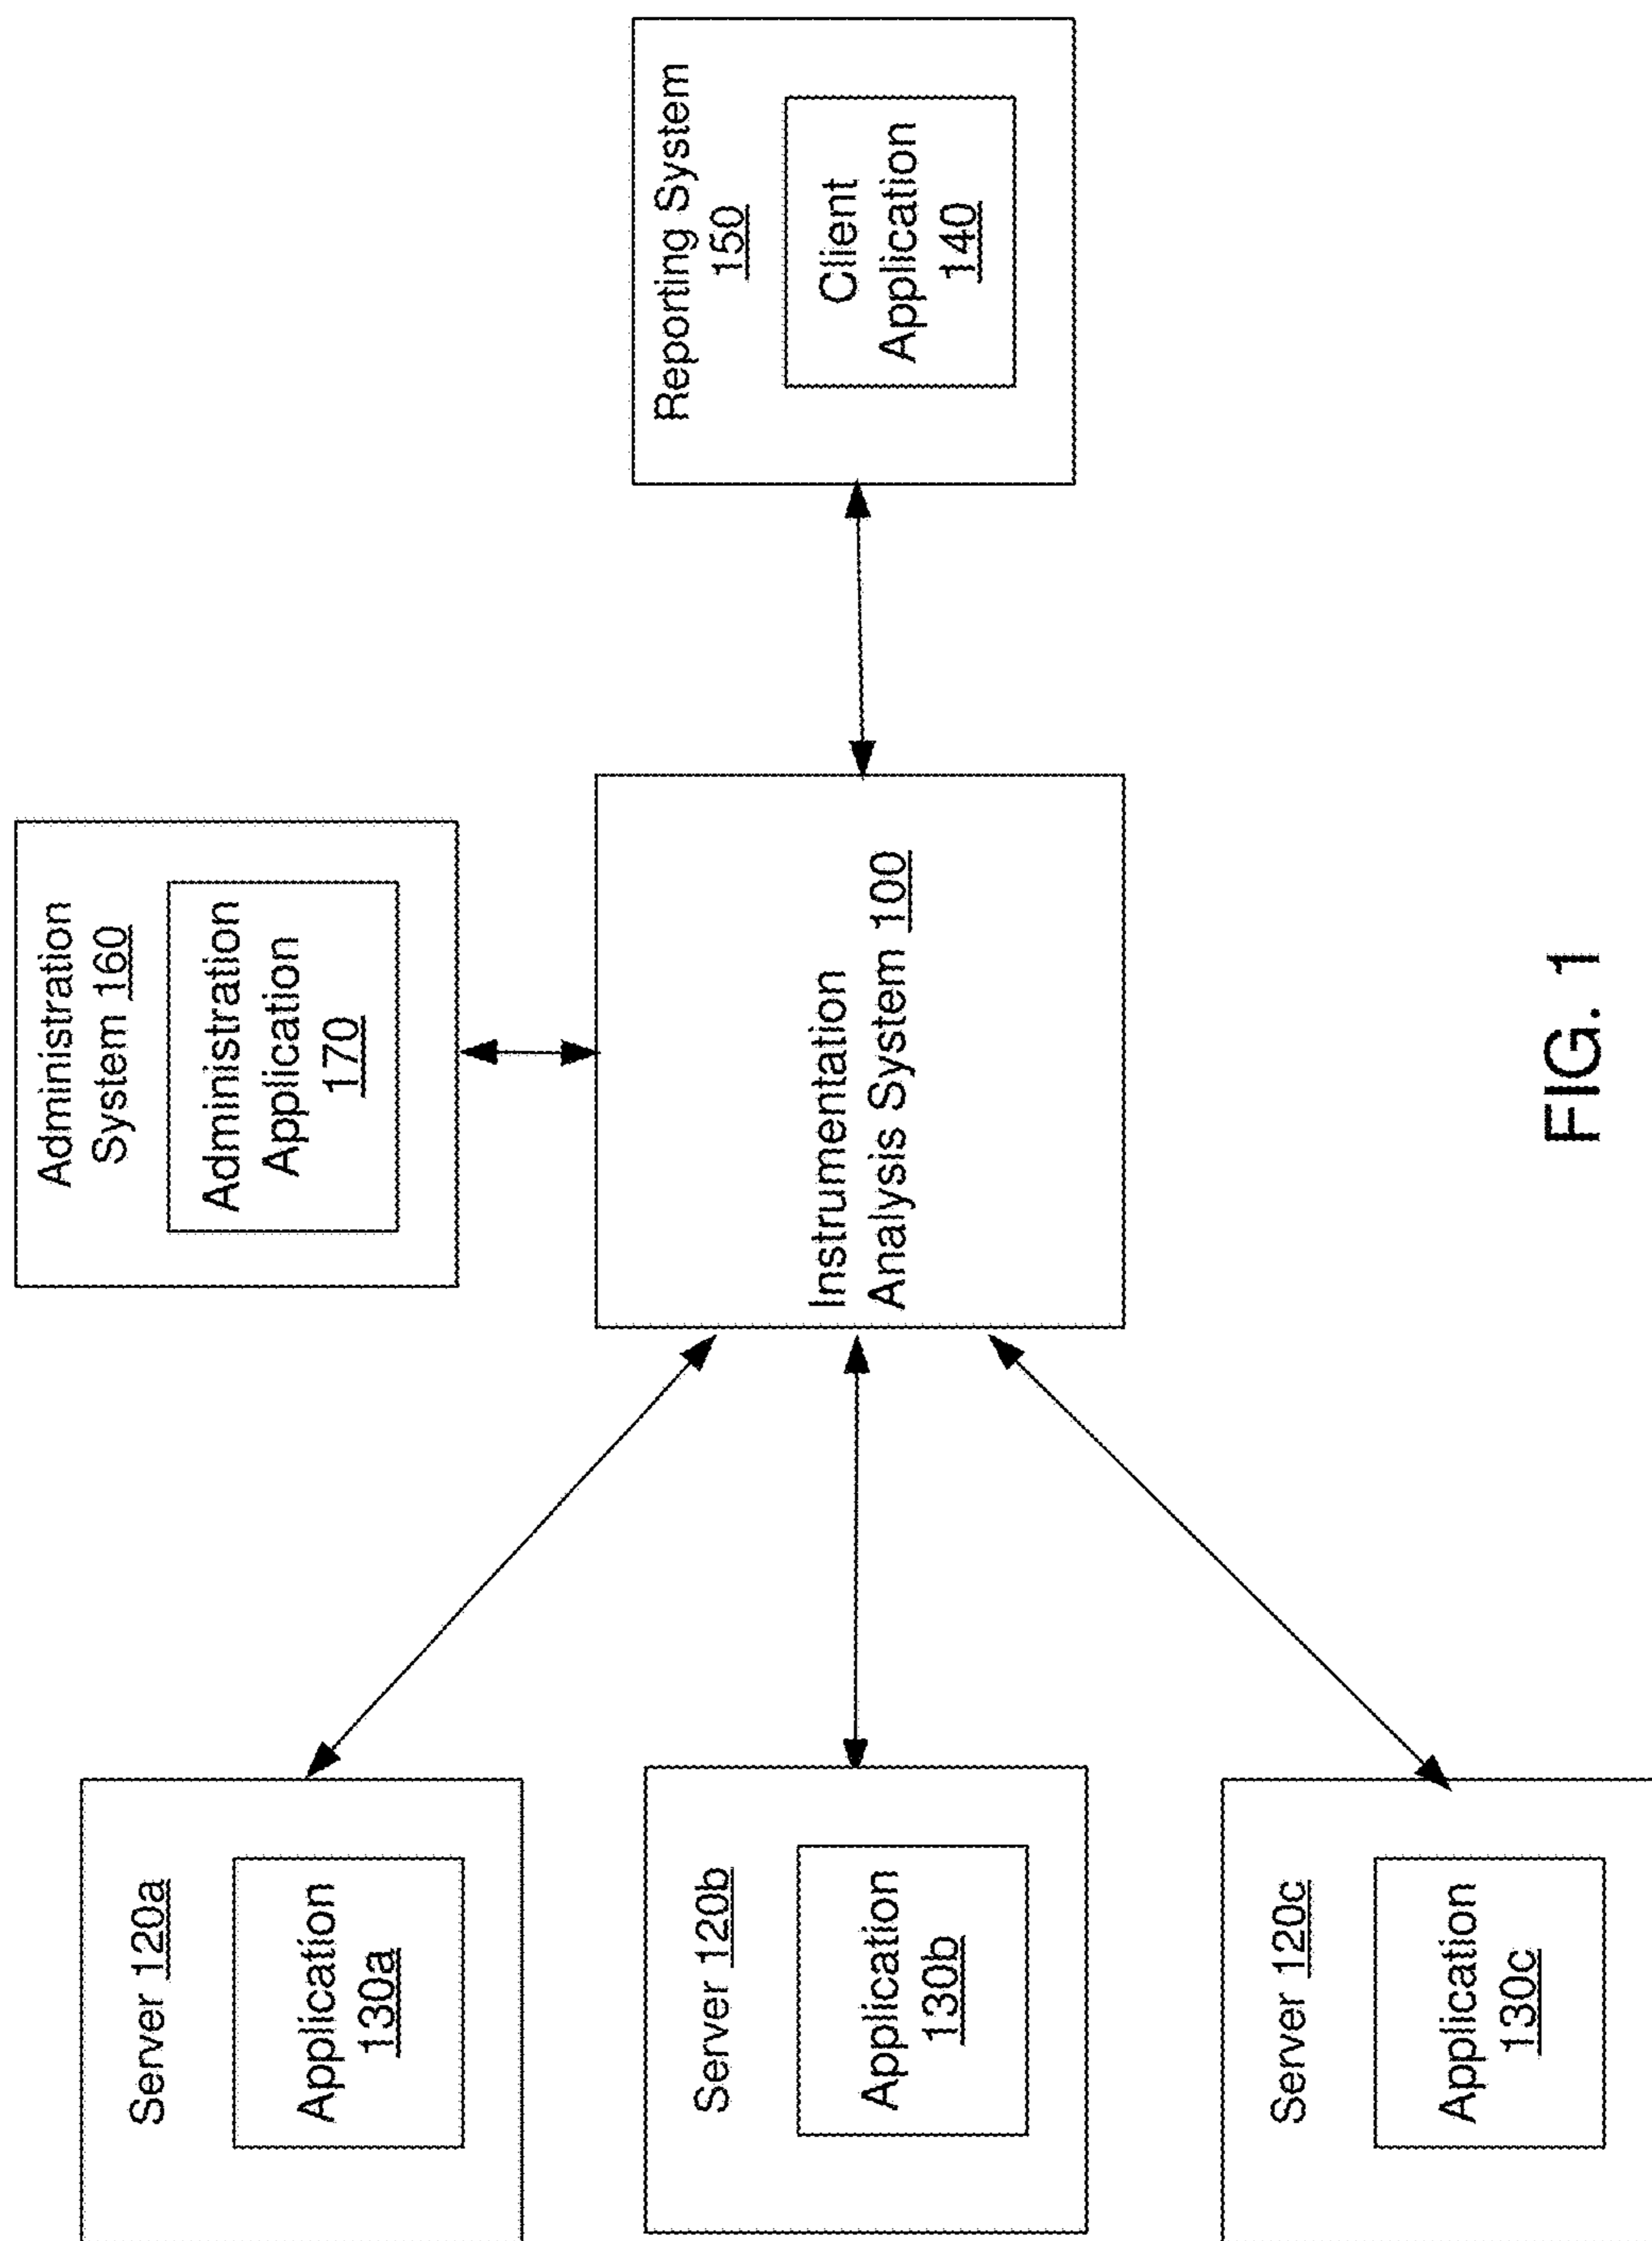 Administration
System 160
Administration
Application
170
Server 120a
Application
130a
Server 120b
Application
130b
Server 120c
Application
130c
Instrumentation
Analysis System 100
Reporting System
150
Client
Application
140
FIG. 1